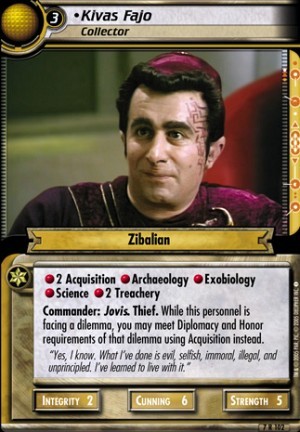 3 •Kivas Fajo
Collector
Zibalian
2 Acquisition Archaeology Exobiology
Science 2 Treachery
Commander: Jovis. Thief. While this personnel is
facing a dilemma, you may meet Diplomacy and Honor
requirements of that dilemma using Acquisition instead.
"Yes, I know. What I've done is evil, selfish, immoral, illegal, and
unprincipled. I've learned to live with it."
INTEGRITY 2 CUNNING 6 STRENGTH 5
7 R 102